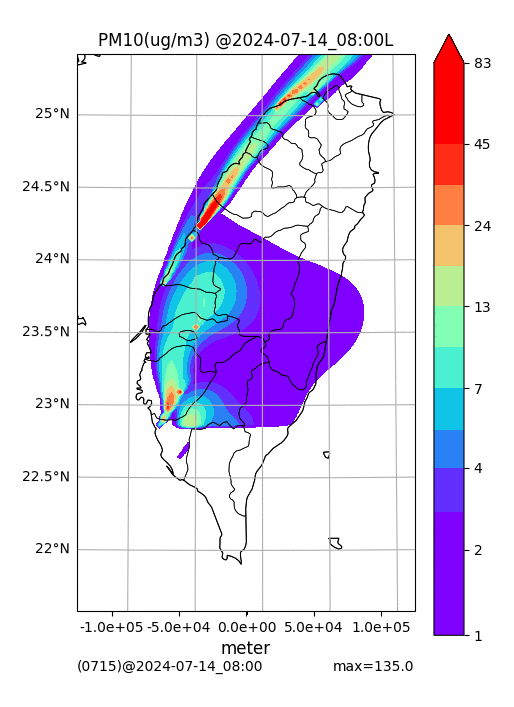 PM10(ug/m3) @2024-07-14_08:00L
83
45
24
13
7
4
2
1
25°N
24.5°N
24°N
23.5°N
23°N
22.5°N
22°N
-1.0e+05 -5.0e+04 0.0e+00 5.0e+04 1.0e+05
meter
(0715)@2024-07-14_08:00 max=135.0